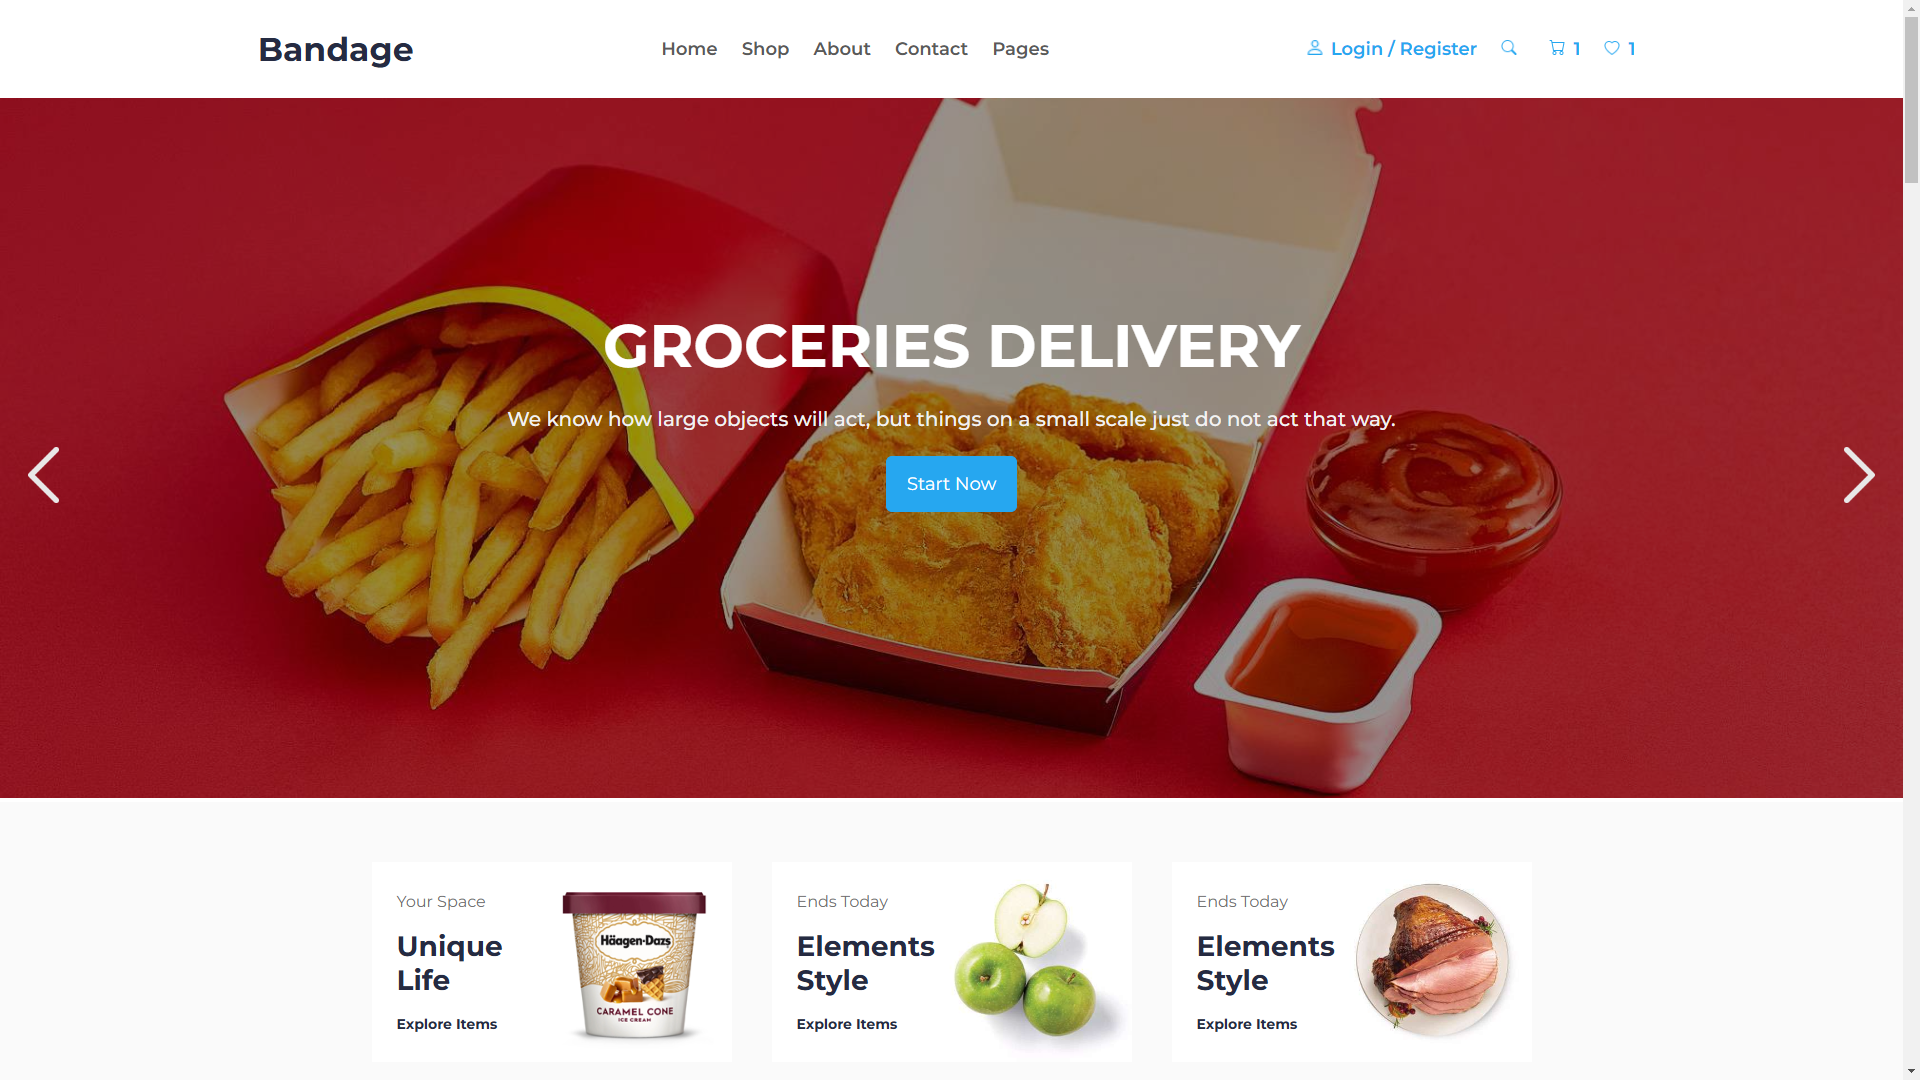 Bandage
Home Shop About Contact Pages
Login / Register 1 1
GROCERIES DELIVERY
We know how large objects will act, but things on a small scale just do not act that way.
Start Now
Your Space
Unique
Life
Explore Items
Häagen-Dazs
CARAMEL CONE
ICE CREAM
Ends Today
Elements
Style
Explore Items
Ends Today
Elements
Style
Explore Items